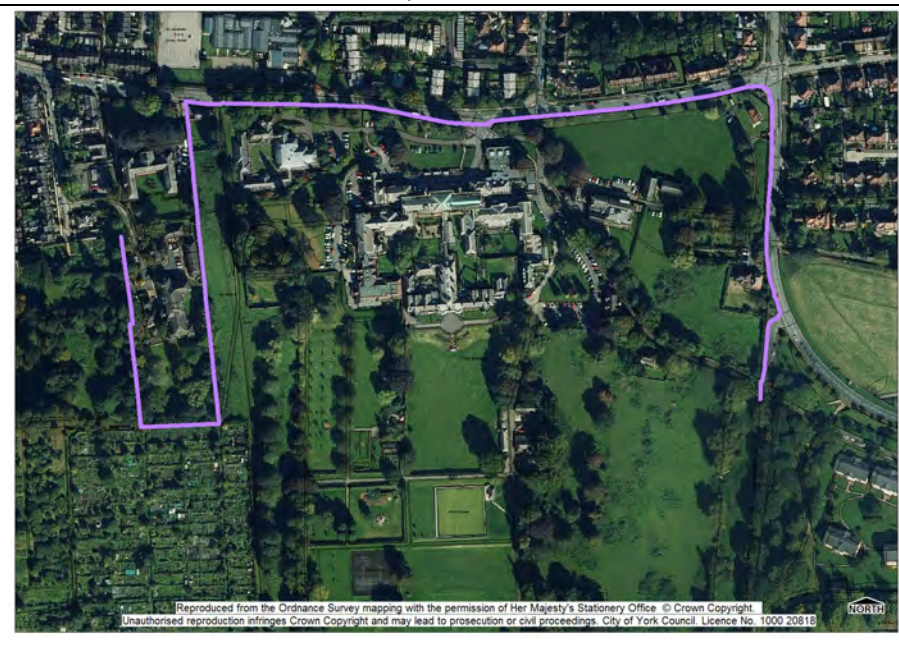 NORTH
Reproduced from the Ordnance Survey mapping with the permission of Her Majesty's Stationery Office © Crown Copyright.
Unauthorised reproduction infringes Crown Copyright and may lead to prosecution or civil proceedings. City of York Council. Licence No. 1000 20818